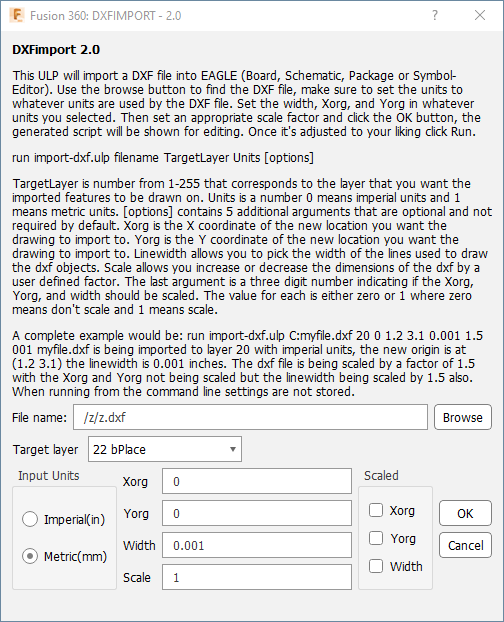 Fusion 360: DXFIMPORT - 2.0
DXFimport 2.0
This ULP will import a DXF file into EAGLE (Board, Schematic, Package or Symbol-
Editor). Use the browse button to find the DXF file, make sure to set the units to
whatever units are used by the DXF file. Set the width, Xorg, and Yorg in whatever
units you selected. Then set an appropriate scale factor and click the OK button, the
generated script will be shown for editing. Once it's adjusted to your liking click Run.
run import-dxf.ulp filename TargetLayer Units [options]
TargetLayer is number from 1-255 that corresponds to the layer that you want the
imported features to be drawn on. Units is a number 0 means imperial units and 1
means metric units. [options] contains 5 additional arguments that are optional and not
required by default. Xorg is the X coordinate of the new location you want the
drawing to import to. Yorg is the Y coordinate of the new location you want the
drawing to import to. Linewidth allows you to pick the width of the lines used to draw
the dxf objects. Scale allows you increase or decrease the dimensions of the dxf by a
user defined factor. The last argument is a three digit number indicating if the Xorg,
Yorg, and width should be scaled. The value for each is either zero or 1 where zero
means don't scale and 1 means scale.
A complete example would be: run import-dxf.ulp C:myfile.dxf 20 0 1.2 3.1 0.001 1.5
001 myfile.dxf is being imported to layer 20 with imperial units, the new origin is at
(1.2 3.1) the linewidth is 0.001 inches. The dxf file is being scaled by a factor of 1.5
with the Xorg and Yorg not being scaled but the linewidth being scaled by 1.5 also.
When running from the command line settings are not stored.
File name: /z/z.dxf Browse
Target layer 22 bPlace
Input Units
Imperial(in)
Metric(mm)
Xorg 0
Yorg 0
Width 0.001
Scale 1
Scaled
Xorg
Yorg
Width
OK
Cancel